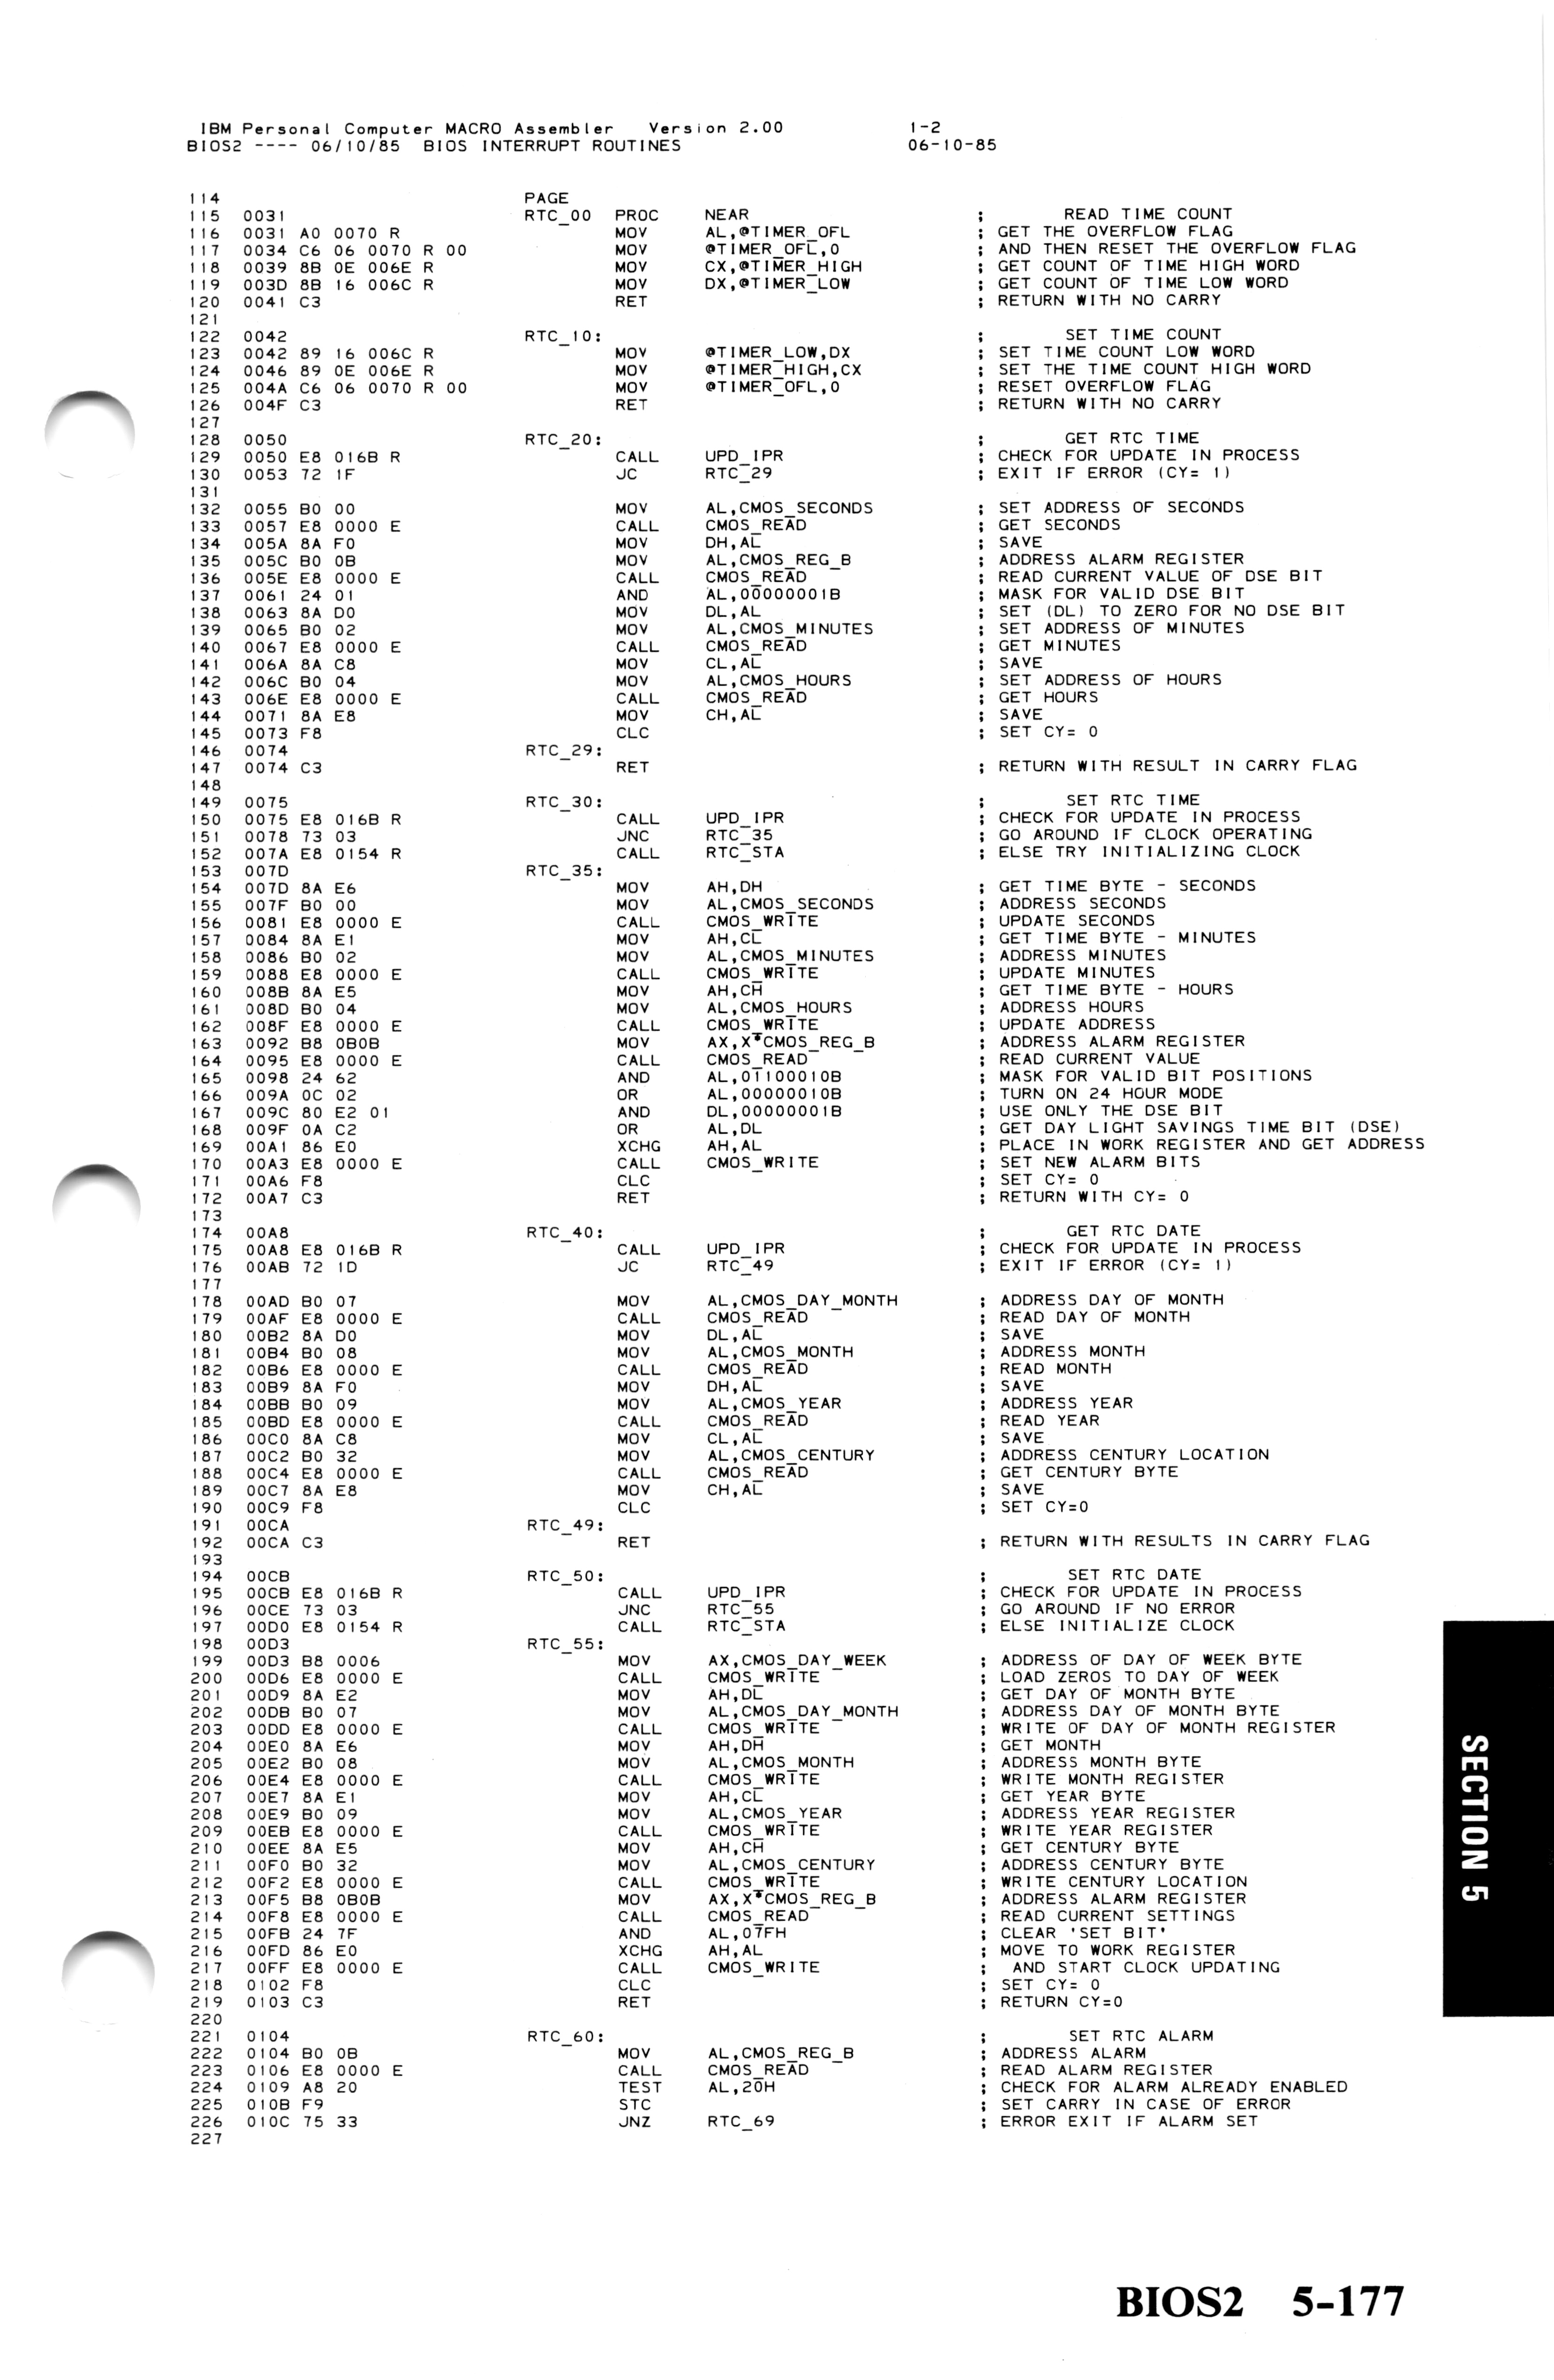 IBM Personal Computer MACRO Assembler   Version 2.00          1-2
BIOS2 ---- 06/10/85  BIOS INTERRUPT ROUTINES                  06-10-85
114                          PAGE
115  0031                    RTC_00  PROC    NEAR                    ;       READ TIME COUNT
116  0031 A0 0070 R                  MOV     AL,@TIMER_OFL           ; GET THE OVERFLOW FLAG
117  0034 C6 06 0070 R 00            MOV     @TIMER_OFL,0            ; AND THEN RESET THE OVERFLOW FLAG
118  0039 8B 0E 006E R               MOV     CX,@TIMER_HIGH          ; GET COUNT OF TIME HIGH WORD
119  003D 8B 16 006C R               MOV     DX,@TIMER_LOW           ; GET COUNT OF TIME LOW WORD
120  0041 C3                         RET                             ; RETURN WITH NO CARRY
121
122  0042                    RTC_10:                                 ;       SET TIME COUNT
123  0042 89 16 006C R               MOV     @TIMER_LOW,DX           ; SET TIME COUNT LOW WORD
124  0046 89 0E 006E R               MOV     @TIMER_HIGH,CX          ; SET THE TIME COUNT HIGH WORD
125  004A C6 06 0070 R 00            MOV     @TIMER_OFL,0            ; RESET OVERFLOW FLAG
126  004F C3                         RET                             ; RETURN WITH NO CARRY
127
128  0050                    RTC_20:                                 ;       GET RTC TIME
129  0050 E8 016B R                  CALL    UPD_IPR                 ; CHECK FOR UPDATE IN PROCESS
130  0053 72 1F                      JC      RTC_29                  ; EXIT IF ERROR (CY= 1)
131
132  0055 B0 00                      MOV     AL,CMOS_SECONDS         ; SET ADDRESS OF SECONDS
133  0057 E8 0000 E                  CALL    CMOS_READ               ; GET SECONDS
134  005A 8A F0                      MOV     DH,AL                   ; SAVE
135  005C B0 0B                      MOV     AL,CMOS_REG_B           ; ADDRESS ALARM REGISTER
136  005E E8 0000 E                  CALL    CMOS_READ               ; READ CURRENT VALUE OF DSE BIT
137  0061 24 01                      AND     AL,00000001B            ; MASK FOR VALID DSE BIT
138  0063 8A D0                      MOV     DL,AL                   ; SET (DL) TO ZERO FOR NO DSE BIT
139  0065 B0 02                      MOV     AL,CMOS_MINUTES         ; SET ADDRESS OF MINUTES
140  0067 E8 0000 E                  CALL    CMOS_READ               ; GET MINUTES
141  006A 8A C8                      MOV     CL,AL                   ; SAVE
142  006C B0 04                      MOV     AL,CMOS_HOURS           ; SET ADDRESS OF HOURS
143  006E E8 0000 E                  CALL    CMOS_READ               ; GET HOURS
144  0071 8A E8                      MOV     CH,AL                   ; SAVE
145  0073 F8                         CLC                             ; SET CY= 0
146  0074                    RTC_29:
147  0074 C3                         RET                             ; RETURN WITH RESULT IN CARRY FLAG
148
149  0075                    RTC_30:                                 ;       SET RTC TIME
150  0075 E8 016B R                  CALL    UPD_IPR                 ; CHECK FOR UPDATE IN PROCESS
151  0078 73 03                      JNC     RTC_35                  ; GO AROUND IF CLOCK OPERATING
152  007A E8 0154 R                  CALL    RTC_STA                 ; ELSE TRY INITIALIZING CLOCK
153  007D                    RTC_35:
154  007D 8A E6                      MOV     AH,DH                   ; GET TIME BYTE - SECONDS
155  007F B0 00                      MOV     AL,CMOS_SECONDS         ; ADDRESS SECONDS
156  0081 E8 0000 E                  CALL    CMOS_WRITE              ; UPDATE SECONDS
157  0084 8A E1                      MOV     AH,CL                   ; GET TIME BYTE - MINUTES
158  0086 B0 02                      MOV     AL,CMOS_MINUTES         ; ADDRESS MINUTES
159  0088 E8 0000 E                  CALL    CMOS_WRITE              ; UPDATE MINUTES
160  008B 8A E5                      MOV     AH,CH                   ; GET TIME BYTE - HOURS
161  008D B0 04                      MOV     AL,CMOS_HOURS           ; ADDRESS HOURS
162  008F E8 0000 E                  CALL    CMOS_WRITE              ; UPDATE ADDRESS
163  0092 B8 0B0B                    MOV     AX,X*CMOS_REG_B         ; ADDRESS ALARM REGISTER
164  0095 E8 0000 E                  CALL    CMOS_READ               ; READ CURRENT VALUE
165  0098 24 62                      AND     AL,01100010B            ; MASK FOR VALID BIT POSITIONS
166  009A 0C 02                      OR      AL,00000010B            ; TURN ON 24 HOUR MODE
167  009C 80 E2 01                   AND     DL,00000001B            ; USE ONLY THE DSE BIT
168  009F 0A C2                      OR      AL,DL                   ; GET DAY LIGHT SAVINGS TIME BIT (DSE)
169  00A1 86 E0                      XCHG    AH,AL                   ; PLACE IN WORK REGISTER AND GET ADDRESS
170  00A3 E8 0000 E                  CALL    CMOS_WRITE              ; SET NEW ALARM BITS
171  00A6 F8                         CLC                             ; SET CY= 0
172  00A7 C3                         RET                             ; RETURN WITH CY= 0
173
174  00A8                    RTC_40:                                 ;       GET RTC DATE
175  00A8 E8 016B R                  CALL    UPD_IPR                 ; CHECK FOR UPDATE IN PROCESS
176  00AB 72 1D                      JC      RTC_49                  ; EXIT IF ERROR (CY= 1)
177
178  00AD B0 07                      MOV     AL,CMOS_DAY_MONTH       ; ADDRESS DAY OF MONTH
179  00AF E8 0000 E                  CALL    CMOS_READ               ; READ DAY OF MONTH
180  00B2 8A D0                      MOV     DL,AL                   ; SAVE
181  00B4 B0 08                      MOV     AL,CMOS_MONTH           ; ADDRESS MONTH
182  00B6 E8 0000 E                  CALL    CMOS_READ               ; READ MONTH
183  00B9 8A F0                      MOV     DH,AL                   ; SAVE
184  00BB B0 09                      MOV     AL,CMOS_YEAR            ; ADDRESS YEAR
185  00BD E8 0000 E                  CALL    CMOS_READ               ; READ YEAR
186  00C0 8A C8                      MOV     CL,AL                   ; SAVE
187  00C2 B0 32                      MOV     AL,CMOS_CENTURY         ; ADDRESS CENTURY LOCATION
188  00C4 E8 0000 E                  CALL    CMOS_READ               ; GET CENTURY BYTE
189  00C7 8A E8                      MOV     CH,AL                   ; SAVE
190  00C9 F8                         CLC                             ; SET CY=0
191  00CA                    RTC_49:
192  00CA C3                         RET                             ; RETURN WITH RESULTS IN CARRY FLAG
193
194  00CB                    RTC_50:                                 ;       SET RTC DATE
195  00CB E8 016B R                  CALL    UPD_IPR                 ; CHECK FOR UPDATE IN PROCESS
196  00CE 73 03                      JNC     RTC_55                  ; GO AROUND IF NO ERROR
197  00D0 E8 0154 R                  CALL    RTC_STA                 ; ELSE INITIALIZE CLOCK
198  00D3                    RTC_55:
199  00D3 B8 0006                    MOV     AX,CMOS_DAY_WEEK        ; ADDRESS OF DAY OF WEEK BYTE
200  00D6 E8 0000 E                  CALL    CMOS_WRITE              ; LOAD ZEROS TO DAY OF WEEK
201  00D9 8A E2                      MOV     AH,DL                   ; GET DAY OF MONTH BYTE
202  00DB B0 07                      MOV     AL,CMOS_DAY_MONTH       ; ADDRESS DAY OF MONTH BYTE
203  00DD E8 0000 E                  CALL    CMOS_WRITE              ; WRITE OF DAY OF MONTH REGISTER
204  00E0 8A E6                      MOV     AH,DH                   ; GET MONTH
205  00E2 B0 08                      MOV     AL,CMOS_MONTH           ; ADDRESS MONTH BYTE
206  00E4 E8 0000 E                  CALL    CMOS_WRITE              ; WRITE MONTH REGISTER
207  00E7 8A E1                      MOV     AH,CL                   ; GET YEAR BYTE
208  00E9 B0 09                      MOV     AL,CMOS_YEAR            ; ADDRESS YEAR REGISTER
209  00EB E8 0000 E                  CALL    CMOS_WRITE              ; WRITE YEAR REGISTER
210  00EE 8A E5                      MOV     AH,CH                   ; GET CENTURY BYTE
211  00F0 B0 32                      MOV     AL,CMOS_CENTURY         ; ADDRESS CENTURY BYTE
212  00F2 E8 0000 E                  CALL    CMOS_WRITE              ; WRITE CENTURY LOCATION
213  00F5 B8 0B0B                    MOV     AX,X*CMOS_REG_B         ; ADDRESS ALARM REGISTER
214  00F8 E8 0000 E                  CALL    CMOS_READ               ; READ CURRENT SETTINGS
215  00FB 24 7F                      AND     AL,07FH                 ; CLEAR 'SET BIT'
216  00FD 86 E0                      XCHG    AH,AL                   ; MOVE TO WORK REGISTER
217  00FF E8 0000 E                  CALL    CMOS_WRITE              ;  AND START CLOCK UPDATING
218  0102 F8                         CLC                             ; SET CY= 0
219  0103 C3                         RET                             ; RETURN CY=0
220
221  0104                    RTC_60:                                 ;       SET RTC ALARM
222  0104 B0 0B                      MOV     AL,CMOS_REG_B           ; ADDRESS ALARM
223  0106 E8 0000 E                  CALL    CMOS_READ               ; READ ALARM REGISTER
224  0109 A8 20                      TEST    AL,20H                  ; CHECK FOR ALARM ALREADY ENABLED
225  010B F9                         STC                             ; SET CARRY IN CASE OF ERROR
226  010C 75 33                      JNZ     RTC_69                  ; ERROR EXIT IF ALARM SET
227
SECTION 5
BIOS2   5-177